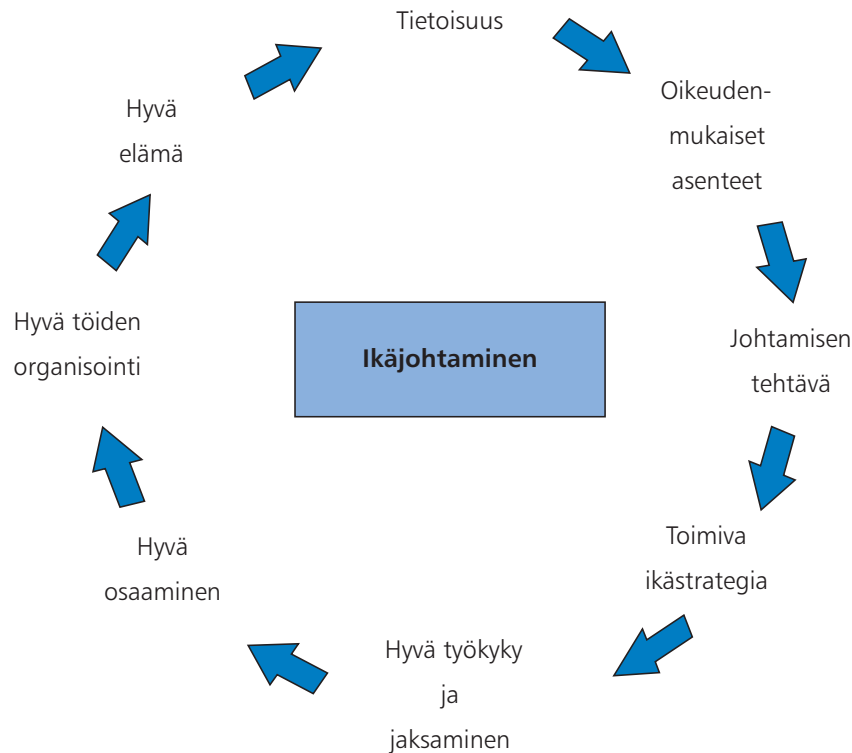 Tietoisuus
Oikeuden-
mukaiset
asenteet
Johtamisen
tehtävä
Toimiva
ikästrategia
Hyvä työkyky
ja
jaksaminen
Hyvä
osaaminen
Hyvä töiden
organisointi
Hyvä
elämä
Ikäjohtaminen